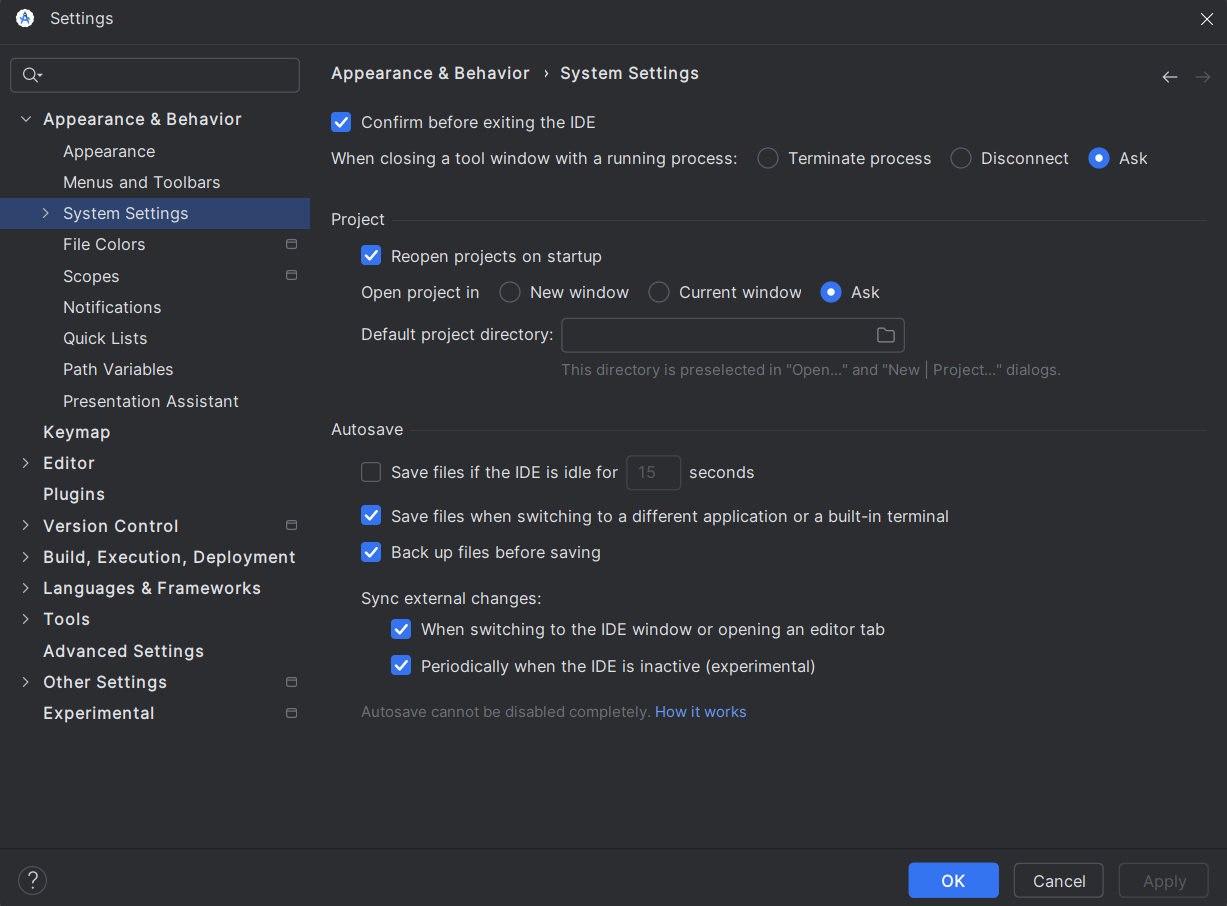 Settings
Appearance & Behavior
Appearance
Menus and Toolbars
System Settings
File Colors
Scopes
Notifications
Quick Lists
Path Variables
Presentation Assistant
Keymap
Editor
Plugins
Version Control
Build, Execution, Deployment
Languages & Frameworks
Tools
Advanced Settings
Other Settings
Experimental
Appearance & Behavior › System Settings
Confirm before exiting the IDE
When closing a tool window with a running process: Terminate process Disconnect Ask
Project
Reopen projects on startup
Open project in New window Current window Ask
Default project directory:
This directory is preselected in "Open..." and "New | Project..." dialogs.
Autosave
Save files if the IDE is idle for 15 seconds
Save files when switching to a different application or a built-in terminal
Back up files before saving
Sync external changes:
When switching to the IDE window or opening an editor tab
Periodically when the IDE is inactive (experimental)
Autosave cannot be disabled completely. How it works
? OK Cancel Apply